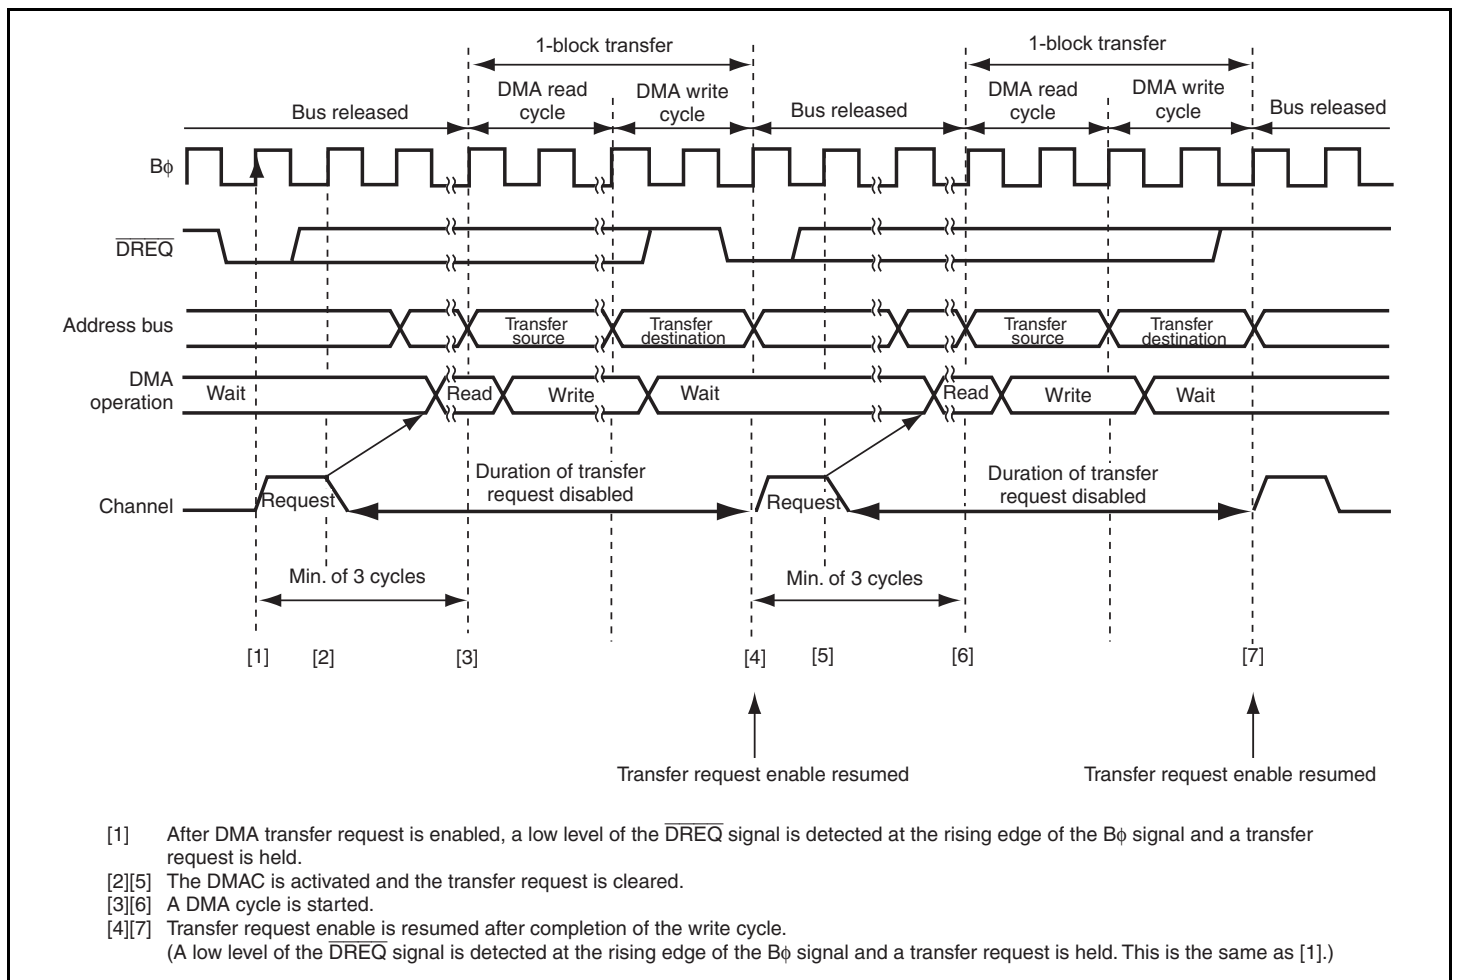 1-block transfer
1-block transfer
DMA read
cycle
DMA write
cycle
DMA read
cycle
DMA write
cycle
Bus released
Bus released
Bus released
Bφ
D̅R̅E̅Q̅
Address bus
Transfer
source
Transfer
destination
Transfer
source
Transfer
destination
DMA
operation
Wait
Read
Write
Wait
Read
Write
Wait
Channel
Request
Duration of transfer
request disabled
Request
Duration of transfer
request disabled
Min. of 3 cycles
Min. of 3 cycles
[1]
[2]
[3]
[4]
[5]
[6]
[7]
Transfer request enable resumed
Transfer request enable resumed
[1] After DMA transfer request is enabled, a low level of the D̅R̅E̅Q̅ signal is detected at the rising edge of the Bφ signal and a transfer
request is held.
[2][5] The DMAC is activated and the transfer request is cleared.
[3][6] A DMA cycle is started.
[4][7] Transfer request enable is resumed after completion of the write cycle.
(A low level of the D̅R̅E̅Q̅ signal is detected at the rising edge of the Bφ signal and a transfer request is held. This is the same as [1].)